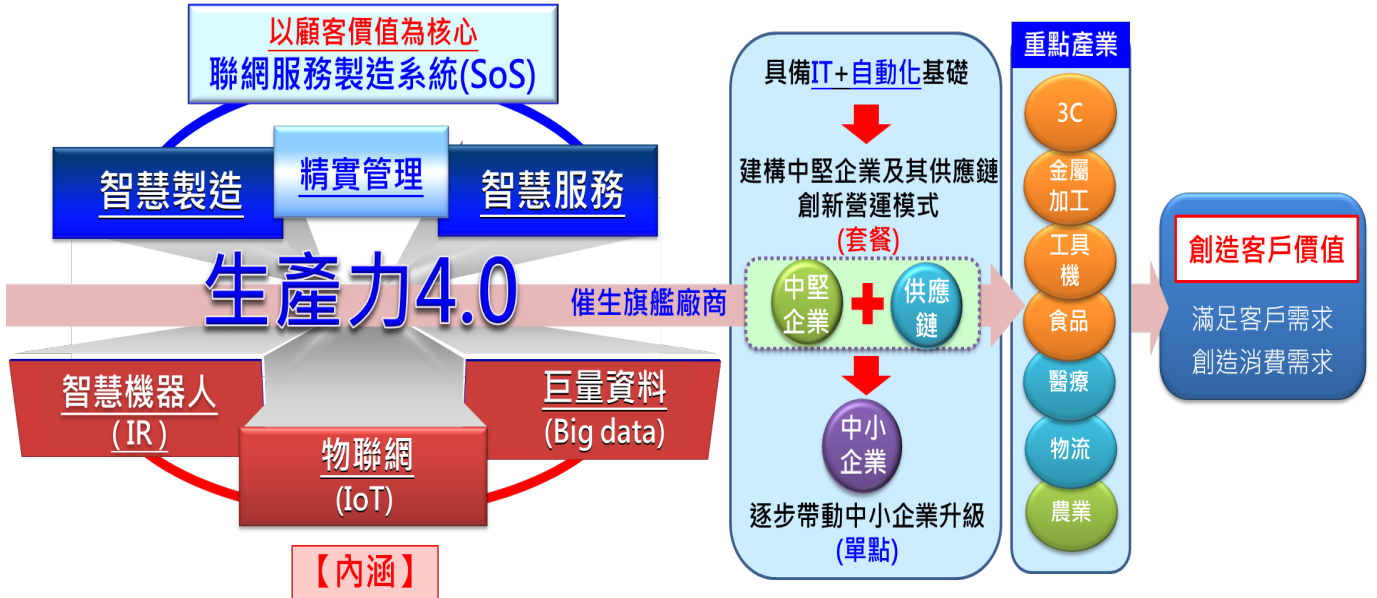 以顧客價值為核心
聯網服務製造系統(SoS)
智慧製造
精實管理
智慧服務
生產力4.0
催生旗艦廠商
智慧機器人
(IR)
物聯網
(IoT)
巨量資料
(Big data)
【內涵】
具備IT+自動化基礎
建構中堅企業及其供應鏈
創新營運模式
(套餐)
中堅
企業
供應
鏈
中小
企業
逐步帶動中小企業升級
(單點)
重點產業
3C
金屬
加工
工具
機
食品
醫療
物流
農業
創造客戶價值
滿足客戶需求
創造消費需求